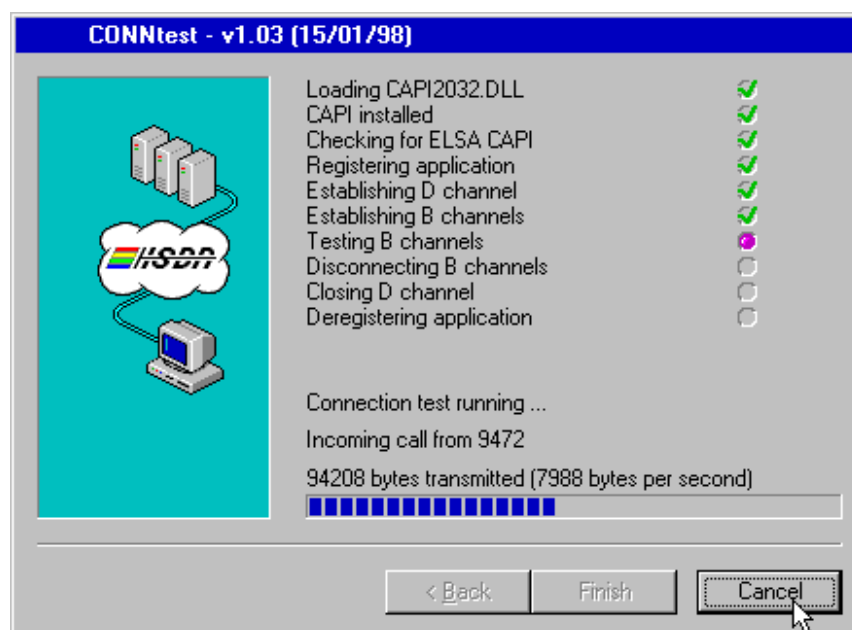 CONNtest - v1.03 (15/01/98)
Loading CAPI2032.DLL
CAPI installed
Checking for ELSA CAPI
Registering application
Establishing D channel
Establishing B channels
Testing B channels
Disconnecting B channels
Closing D channel
Deregistering application
ISDN
Connection test running ...
Incoming call from 9472
94208 bytes transmitted (7988 bytes per second)
< Back
Finish
Cancel